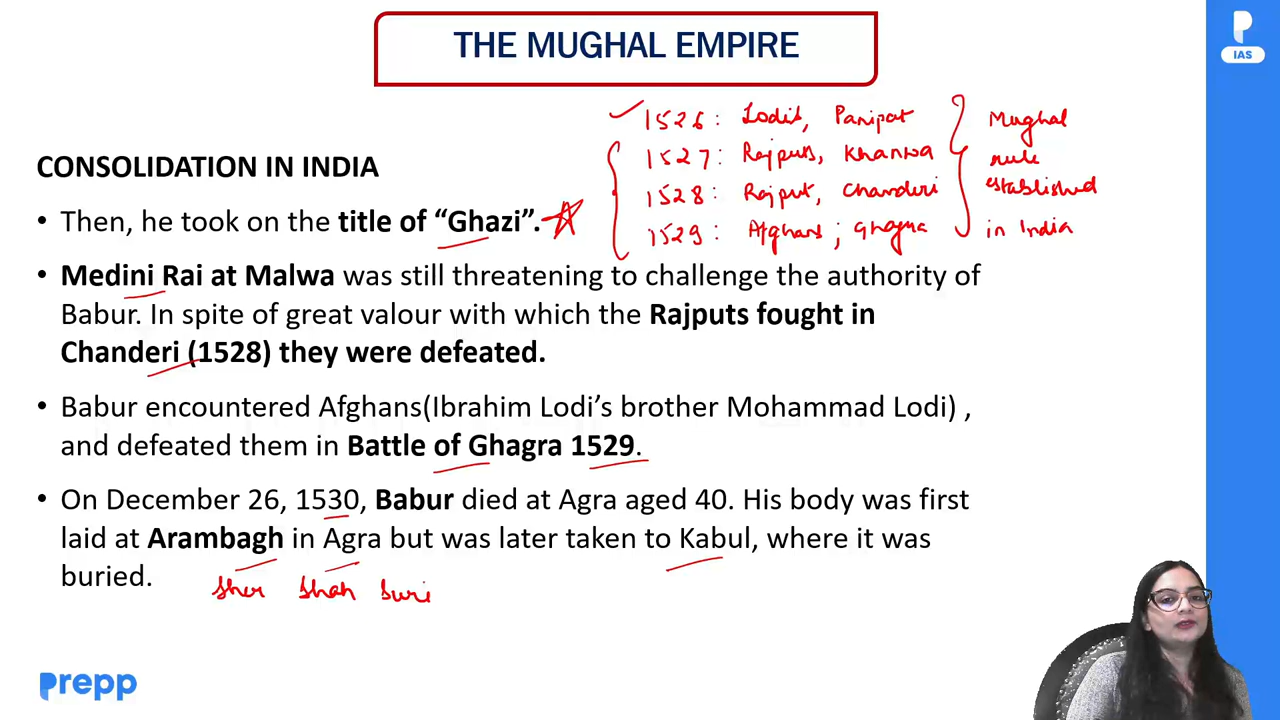 THE MUGHAL EMPIRE
IAS
1526 : Lodis, Panipat
1527 : Rajputs, Khanwa
1528 : Rajput, Chanderi
1529 : Afghans ; Ghagra
Mughal
rule
established
in India
CONSOLIDATION IN INDIA
• Then, he took on the title of “Ghazi”.
• Medini Rai at Malwa was still threatening to challenge the authority of
Babur. In spite of great valour with which the Rajputs fought in
Chanderi (1528) they were defeated.
• Babur encountered Afghans(Ibrahim Lodi’s brother Mohammad Lodi) ,
and defeated them in Battle of Ghagra 1529.
• On December 26, 1530, Babur died at Agra aged 40. His body was first
laid at Arambagh in Agra but was later taken to Kabul, where it was
buried.
Sher Shah Suri
prepp